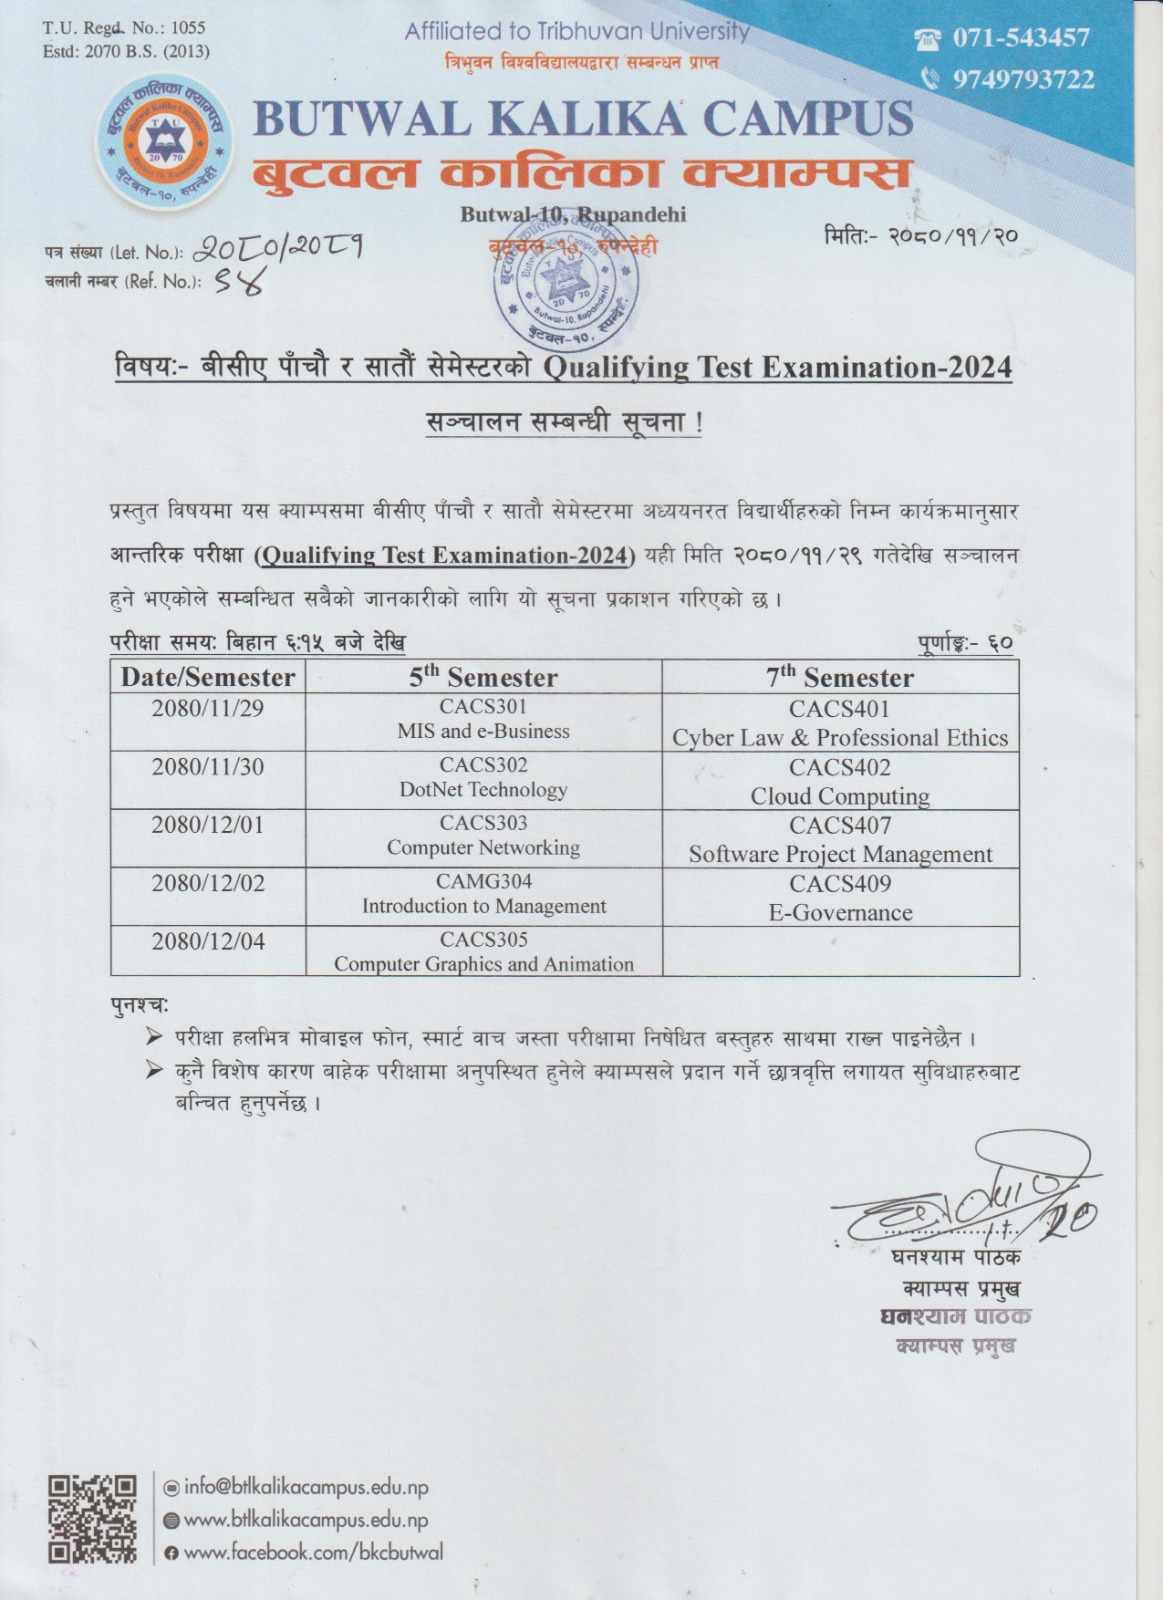 T.U. Regd. No.: 1055
Estd: 2070 B.S. (2013)
Affiliated to Tribhuvan University
त्रिभुवन विश्वविद्यालयद्वारा सम्बन्धन प्राप्त
071-543457
9749793722
BUTWAL KALIKA CAMPUS
बुटवल कालिका क्याम्पस
बुटवल कालिका क्याम्पस
T U
20 70
बुटवल-१०, रुपन्देही
Butwal-10, Rupandehi
बुटवल-१०, रुपन्देही
पत्र संख्या (Let. No.): २०८०/२०८१
चलानी नम्बर (Ref. No.): ९४
मितिः- २०८०/११/२०
विषयः- बीसीए पाँचौ र सातौं सेमेस्टरको Qualifying Test Examination-2024
सञ्चालन सम्बन्धी सूचना !
प्रस्तुत विषयमा यस क्याम्पसमा बीसीए पाँचौ र सातौ सेमेस्टरमा अध्ययनरत विद्यार्थीहरुको निम्न कार्यक्रमानुसार
आन्तरिक परीक्षा (Qualifying Test Examination-2024) यही मिति २०८०/११/२९ गतेदेखि सञ्चालन
हुने भएकोले सम्बन्धित सबैको जानकारीको लागि यो सूचना प्रकाशन गरिएको छ ।
परीक्षा समयः बिहान ६:१५ बजे देखि पूर्णाङ्कः- ६०
Date/Semester 5th Semester 7th Semester
2080/11/29 CACS301 CACS401
MIS and e-Business Cyber Law & Professional Ethics
2080/11/30 CACS302 CACS402
DotNet Technology Cloud Computing
2080/12/01 CACS303 CACS407
Computer Networking Software Project Management
2080/12/02 CAMG304 CACS409
Introduction to Management E-Governance
2080/12/04 CACS305
Computer Graphics and Animation
पुनश्चः
➢ परीक्षा हलभित्र मोबाइल फोन, स्मार्ट वाच जस्ता परीक्षामा निषेधित बस्तुहरु साथमा राख्न पाइनेछैन ।
➢ कुनै विशेष कारण बाहेक परीक्षामा अनुपस्थित हुनेले क्याम्पसले प्रदान गर्ने छात्रवृत्ति लगायत सुविधाहरुबाट
बन्चित हुनुपर्नेछ ।
घनश्याम पाठक
क्याम्पस प्रमुख
घनश्याम पाठक
क्याम्पस प्रमुख
info@btlkalikacampus.edu.np
www.btlkalikacampus.edu.np
www.facebook.com/bkcbutwal